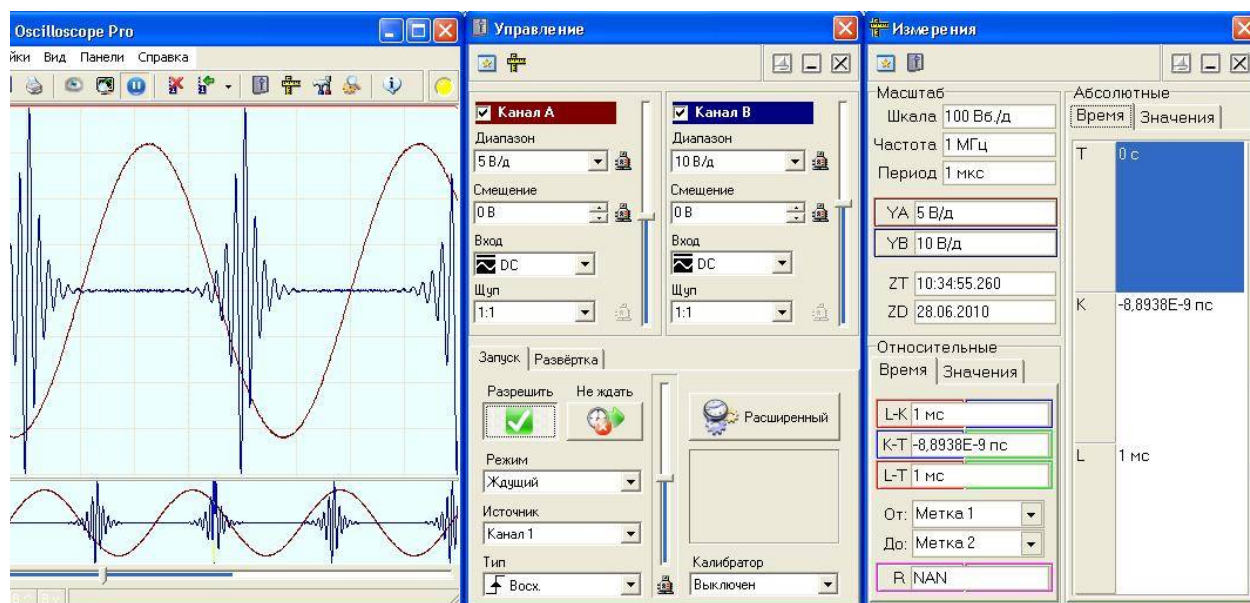 Oscilloscope Pro
йки Вид Панели Справка
Управление
Канал A
Диапазон
5 В/д
Смещение
0 В
Вход
DC
Щуп
1:1
Канал B
Диапазон
10 В/д
Смещение
0 В
Вход
DC
Щуп
1:1
Запуск Развёртка
Разрешить Не ждать
Расширенный
Режим
Ждущий
Источник
Канал 1
Тип
Восх.
Калибратор
Выключен
Измерения
Масштаб
Шкала 100 Вб./д
Частота 1 МГц
Период 1 мкс
YA 5 В/д
YB 10 В/д
ZT 10:34:55.260
ZD 28.06.2010
Относительные
Время Значения
L-K 1 мс
K-T -8,8938E-9 пс
L-T 1 мс
От: Метка 1
До: Метка 2
R NAN
Абсолютные
Время Значения
T 0 с
K -8,8938E-9 пс
L 1 мс